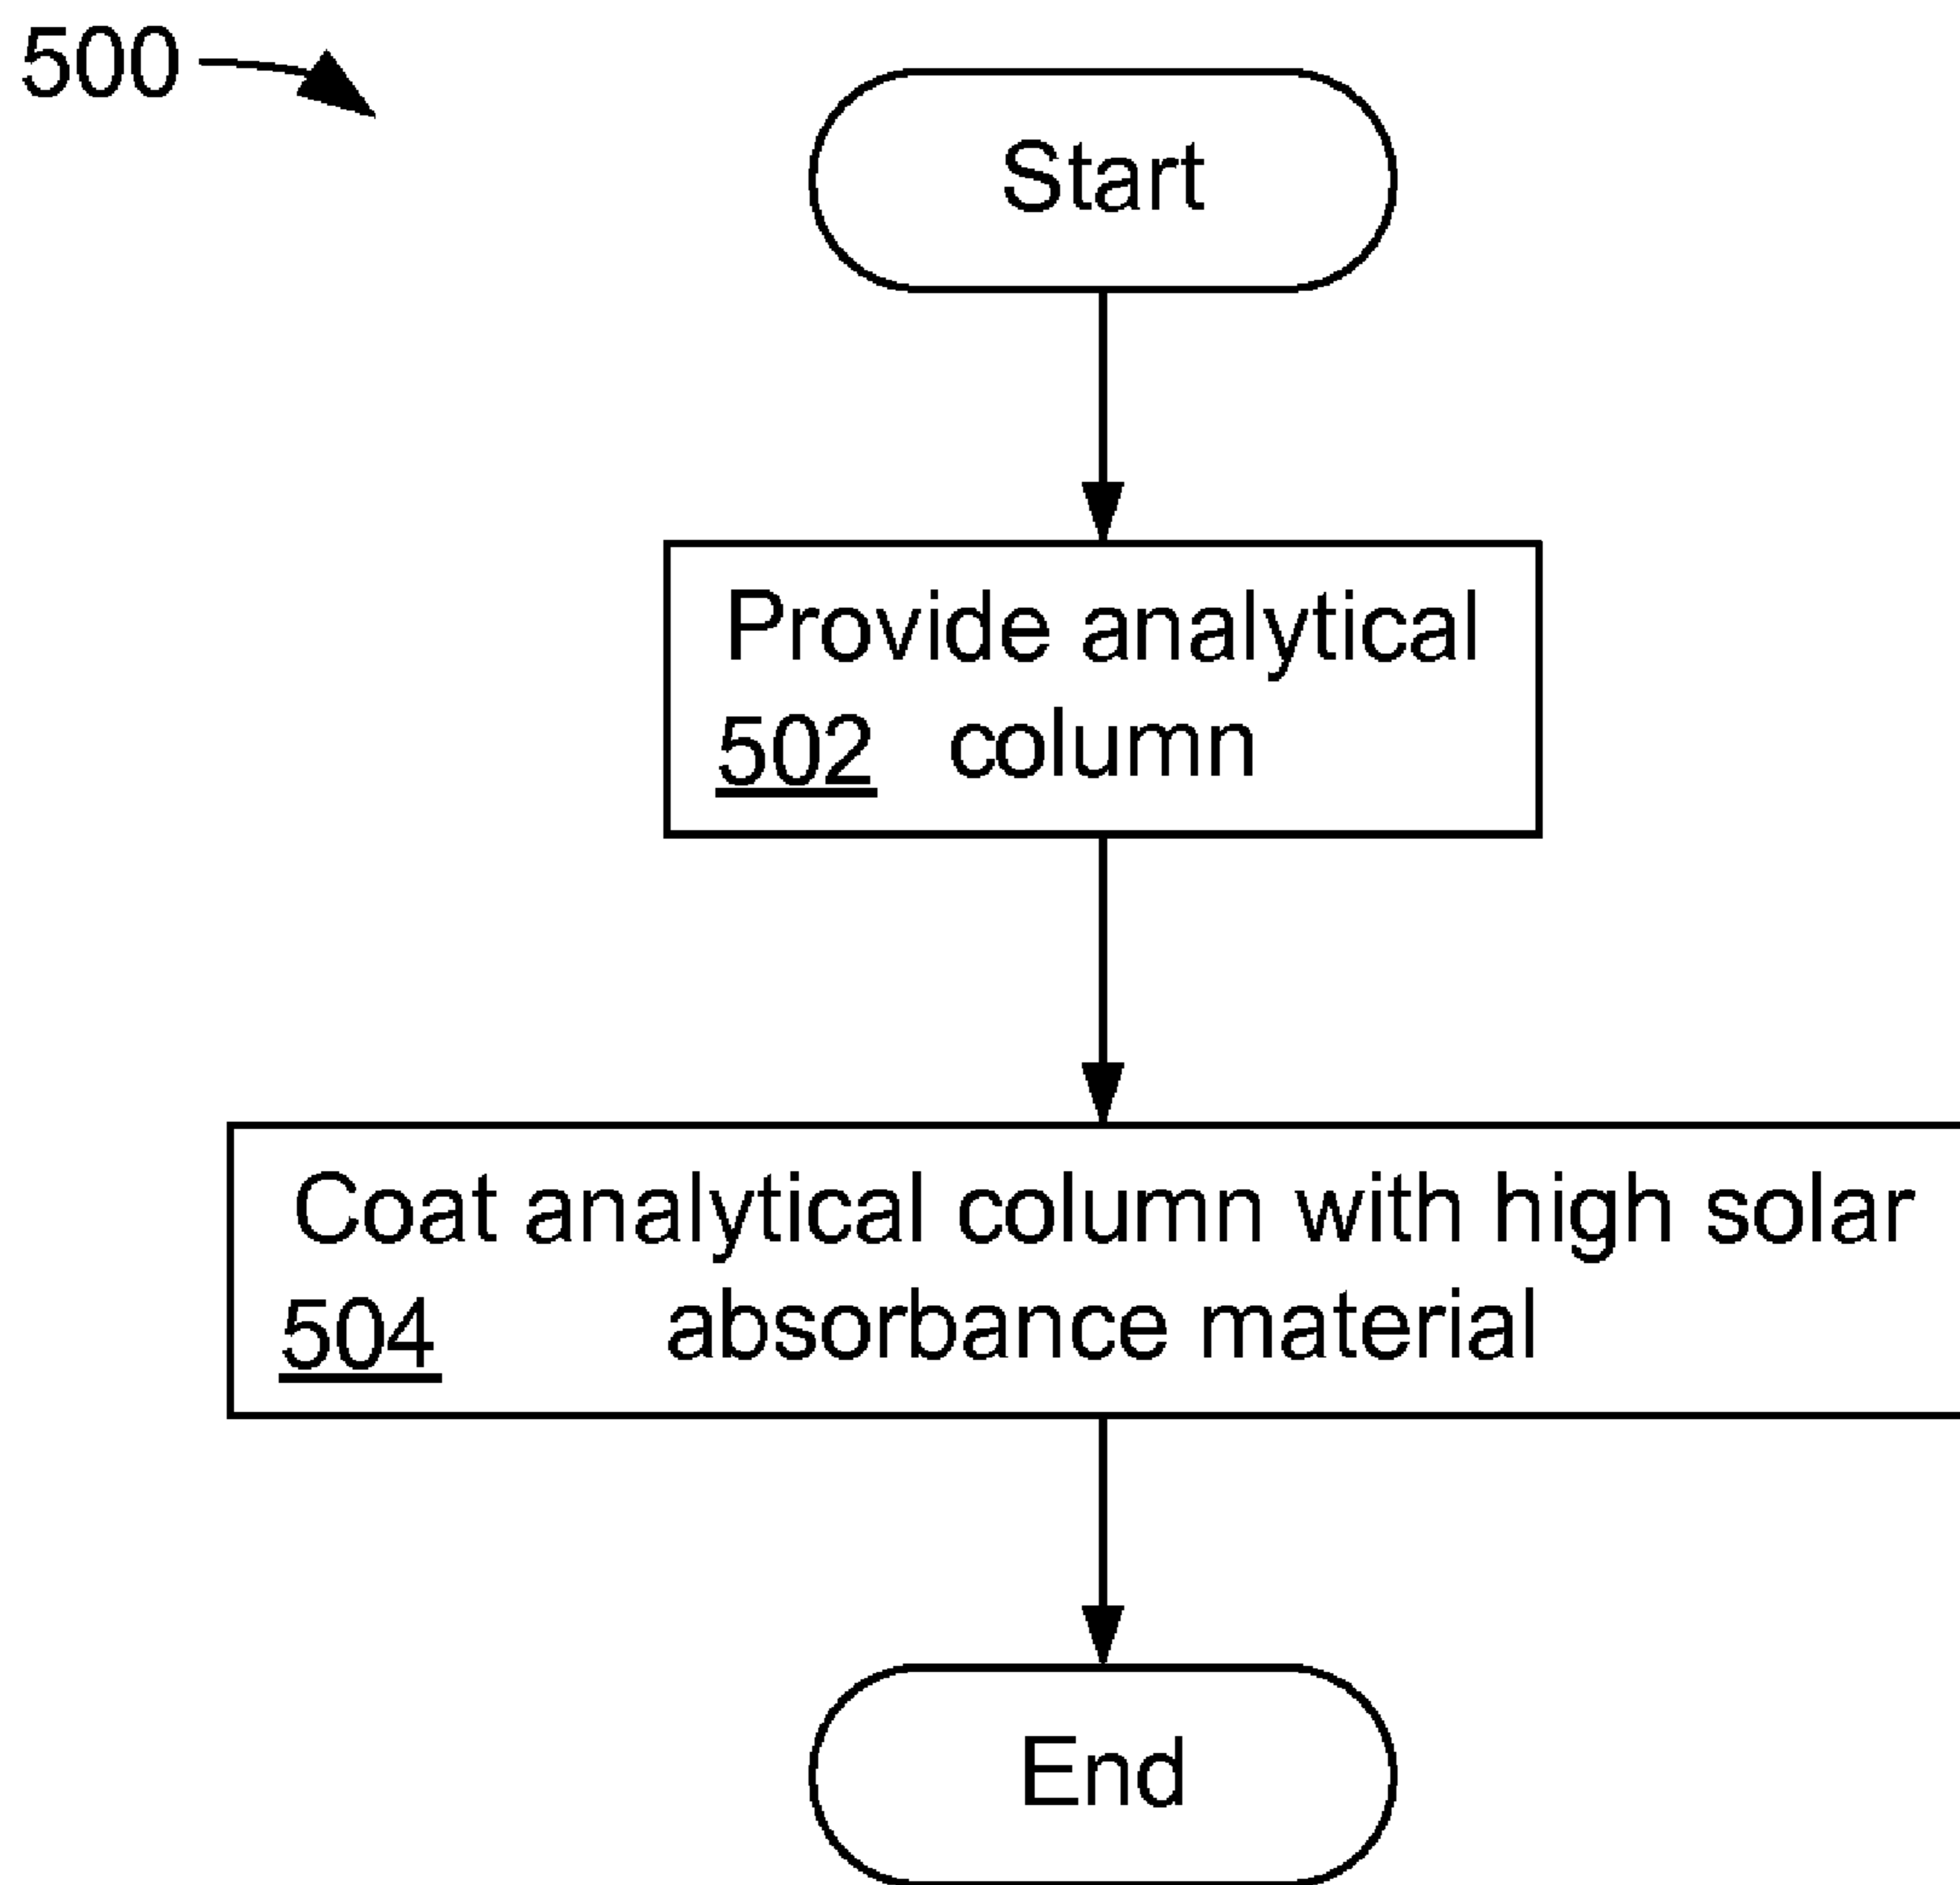 500
Start
Provide analytical
502 column
Coat analytical column with high solar
504 absorbance material
End